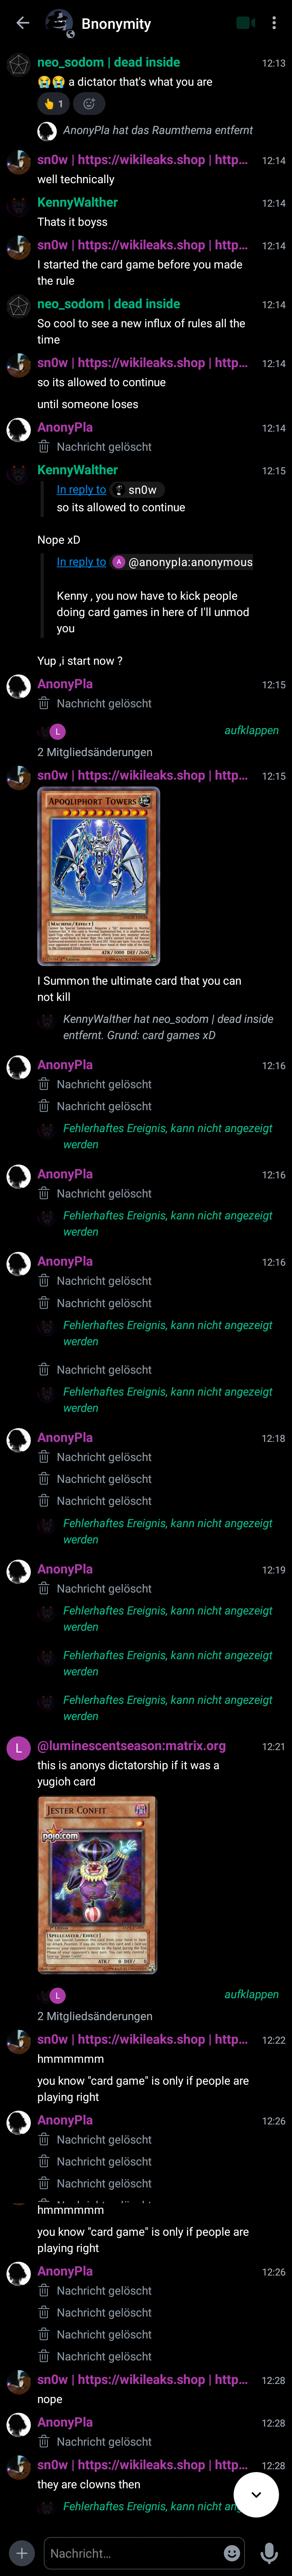 Bnonymity
neo_sodom | dead inside 12:13
😭😭 a dictator that's what you are
👆 1
AnonyPla hat das Raumthema entfernt
sn0w | https://wikileaks.shop | http... 12:14
well technically
KennyWalther 12:14
Thats it boyss
sn0w | https://wikileaks.shop | http... 12:14
I started the card game before you made
the rule
neo_sodom | dead inside 12:14
So cool to see a new influx of rules all the
time
sn0w | https://wikileaks.shop | http... 12:14
so its allowed to continue
until someone loses
AnonyPla 12:14
Nachricht gelöscht
KennyWalther 12:15
In reply to sn0w
so its allowed to continue
Nope xD
In reply to A @anonypla:anonymous
Kenny , you now have to kick people
doing card games in here of I'll unmod
you
Yup ,i start now ?
AnonyPla 12:15
Nachricht gelöscht
L aufklappen
2 Mitgliedsänderungen
sn0w | https://wikileaks.shop | http... 12:15
APOQLIPHORT TOWERS
[MACHINE/EFFECT]
ATK/3000 DEF/2600
I Summon the ultimate card that you can
not kill
KennyWalther hat neo_sodom | dead inside
entfernt. Grund: card games xD
AnonyPla 12:16
Nachricht gelöscht
Nachricht gelöscht
Fehlerhaftes Ereignis, kann nicht angezeigt
werden
AnonyPla 12:16
Nachricht gelöscht
Fehlerhaftes Ereignis, kann nicht angezeigt
werden
AnonyPla 12:16
Nachricht gelöscht
Nachricht gelöscht
Fehlerhaftes Ereignis, kann nicht angezeigt
werden
Nachricht gelöscht
Fehlerhaftes Ereignis, kann nicht angezeigt
werden
AnonyPla 12:18
Nachricht gelöscht
Nachricht gelöscht
Nachricht gelöscht
Fehlerhaftes Ereignis, kann nicht angezeigt
werden
AnonyPla 12:19
Nachricht gelöscht
Fehlerhaftes Ereignis, kann nicht angezeigt
werden
Fehlerhaftes Ereignis, kann nicht angezeigt
werden
Fehlerhaftes Ereignis, kann nicht angezeigt
werden
L @luminescentseason:matrix.org 12:21
this is anonys dictatorship if it was a
yugioh card
JESTER CONFIT
pojo.com
[SPELLCASTER/EFFECT]
L aufklappen
2 Mitgliedsänderungen
sn0w | https://wikileaks.shop | http... 12:22
hmmmmmm
you know "card game" is only if people are
playing right
AnonyPla 12:26
Nachricht gelöscht
Nachricht gelöscht
Nachricht gelöscht
hmmmmmm
you know "card game" is only if people are
playing right
AnonyPla 12:26
Nachricht gelöscht
Nachricht gelöscht
Nachricht gelöscht
Nachricht gelöscht
sn0w | https://wikileaks.shop | http... 12:28
nope
AnonyPla 12:28
Nachricht gelöscht
sn0w | https://wikileaks.shop | http... 12:28
they are clowns then
Fehlerhaftes Ereignis, kann nicht
Nachricht...